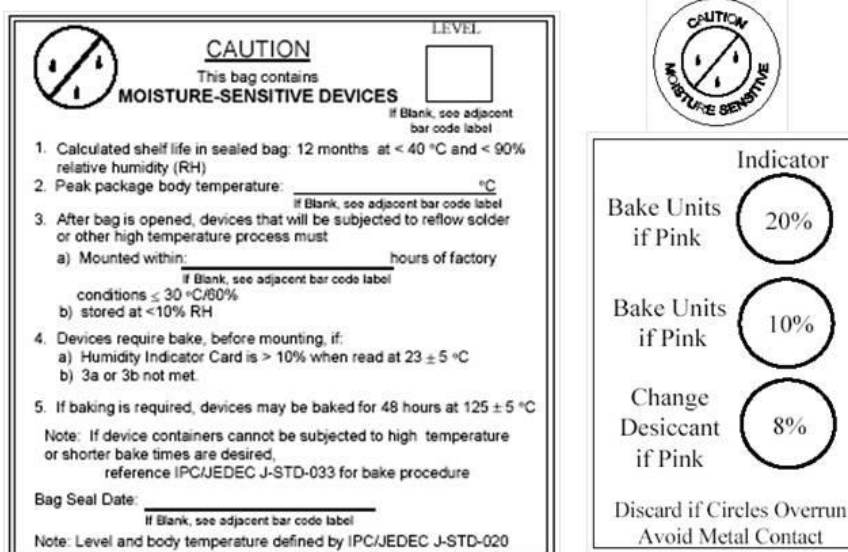 LEVEL
CAUTION
This bag contains
MOISTURE-SENSITIVE DEVICES
If Blank, see adjacent
bar code label
1. Calculated shelf life in sealed bag: 12 months at < 40 °C and < 90%
relative humidity (RH)
2. Peak package body temperature: °C
If Blank, see adjacent bar code label
3. After bag is opened, devices that will be subjected to reflow solder
or other high temperature process must
a) Mounted within: hours of factory
If Blank, see adjacent bar code label
conditions ≤ 30 °C/60%
b) stored at <10% RH
4. Devices require bake, before mounting, if:
a) Humidity Indicator Card is > 10% when read at 23 ± 5 °C
b) 3a or 3b not met.
5. If baking is required, devices may be baked for 48 hours at 125 ± 5 °C
Note: If device containers cannot be subjected to high temperature
or shorter bake times are desired,
reference IPC/JEDEC J-STD-033 for bake procedure
Bag Seal Date:
If Blank, see adjacent bar code label
Note: Level and body temperature defined by IPC/JEDEC J-STD-020
CAUTION
MOISTURE SENSITIVE
Indicator
Bake Units
if Pink
20%
Bake Units
if Pink
10%
Change
Desiccant
if Pink
8%
Discard if Circles Overrun
Avoid Metal Contact